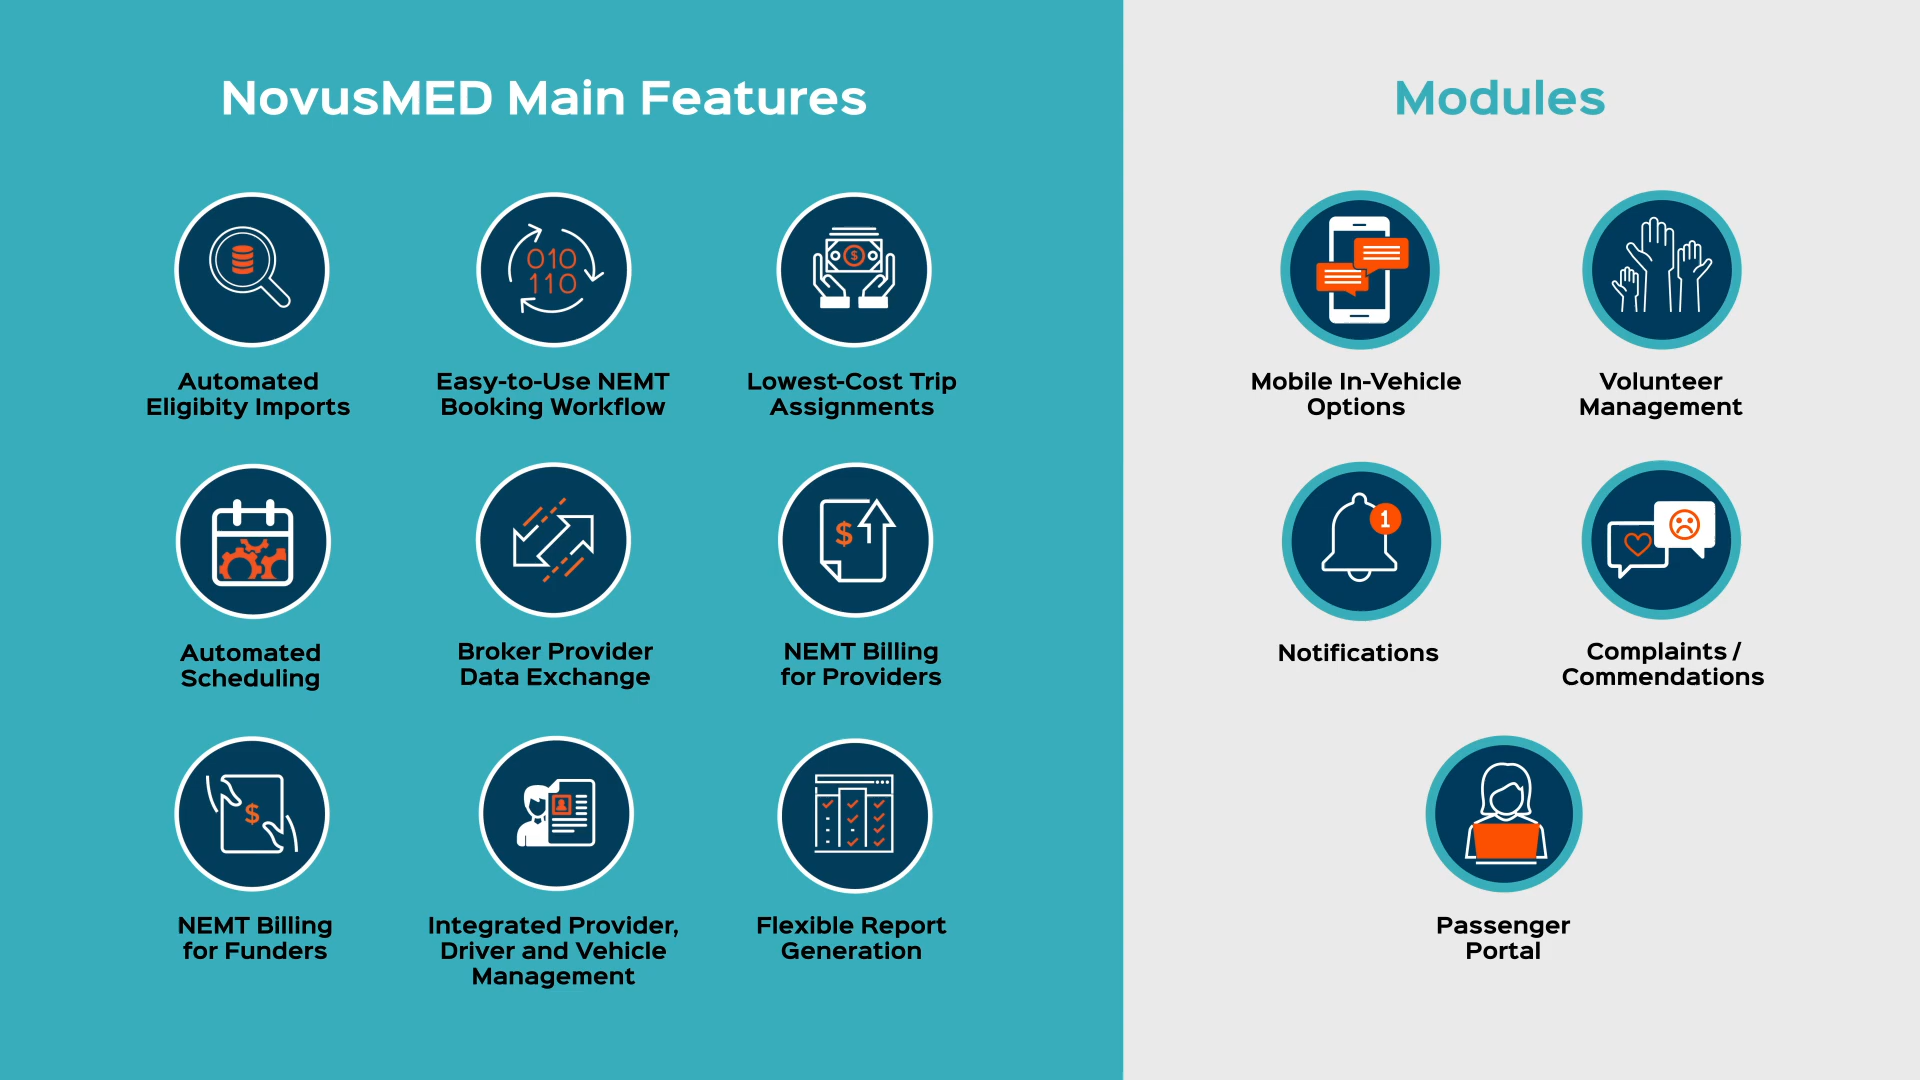 NovusMED Main Features
Modules
010
110
$
Automated
Eligibity Imports
Easy-to-Use NEMT
Booking Workflow
Lowest-Cost Trip
Assignments
Mobile In-Vehicle
Options
Volunteer
Management
$
1
Automated
Scheduling
Broker Provider
Data Exchange
NEMT Billing
for Providers
Notifications
Complaints /
Commendations
$
NEMT Billing
for Funders
Integrated Provider,
Driver and Vehicle
Management
Flexible Report
Generation
Passenger
Portal